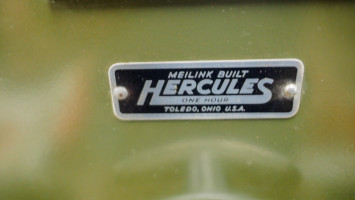 MEILINK BUILT
HERCULES
ONE HOUR
TOLEDO, OHIO U.S.A.